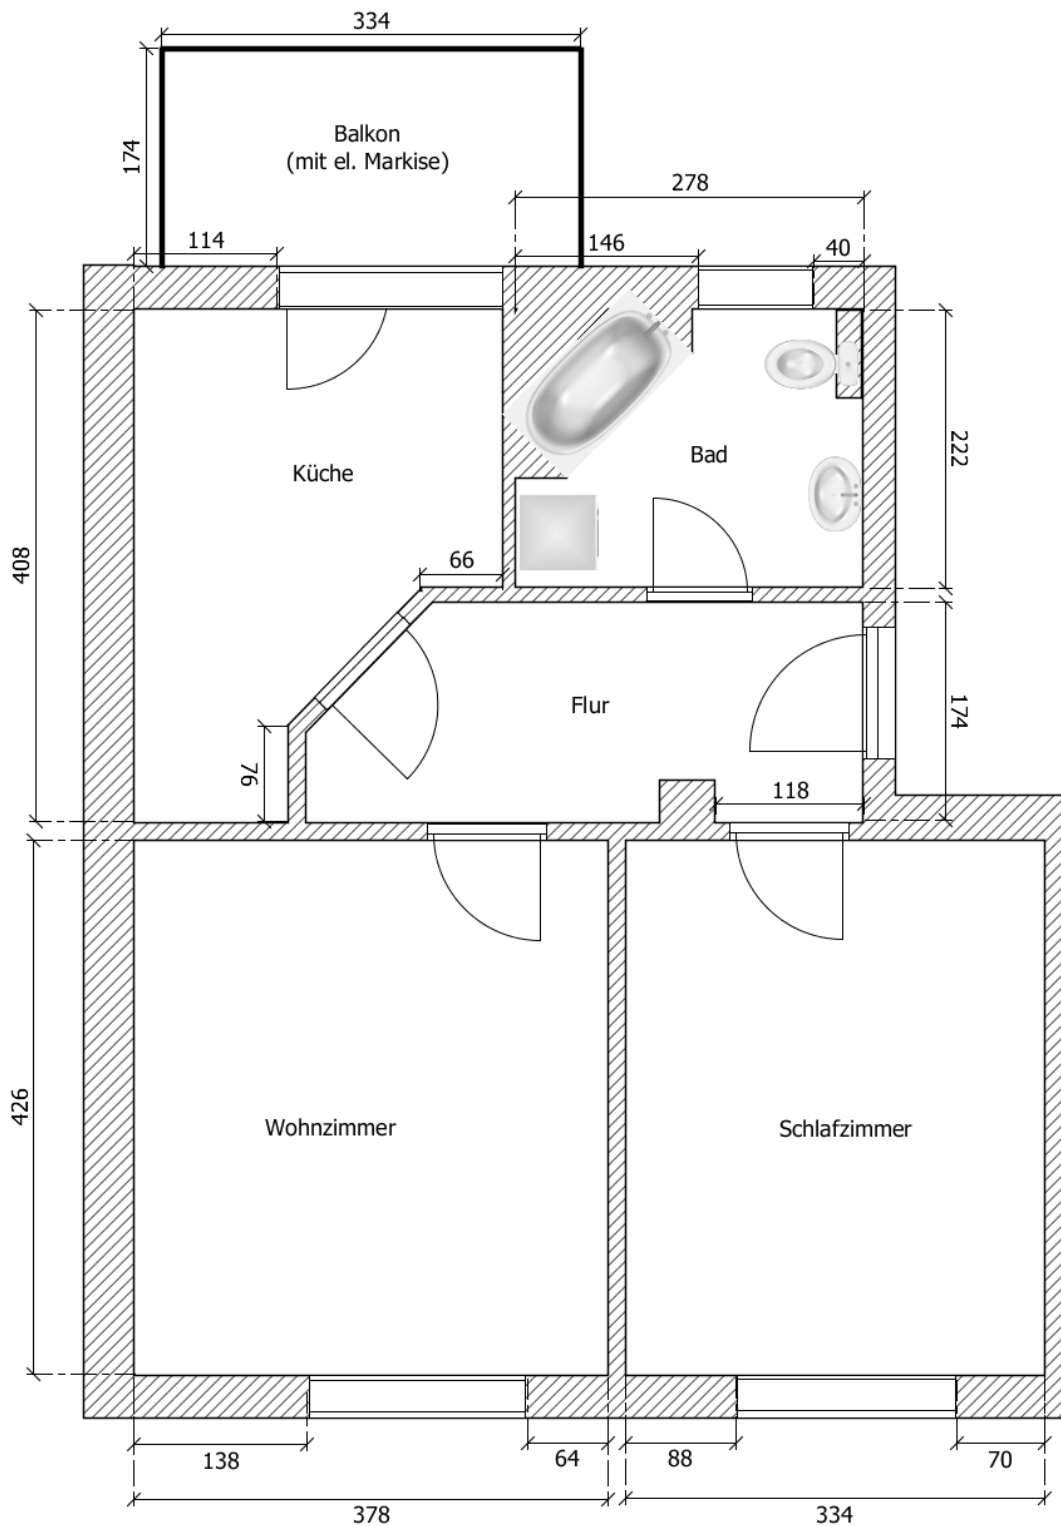 334
174
Balkon
(mit el. Markise)
278
114
146
40
Küche
Bad
222
408
66
Flur
174
76
118
426
Wohnzimmer
Schlafzimmer
138
64
88
70
378
334